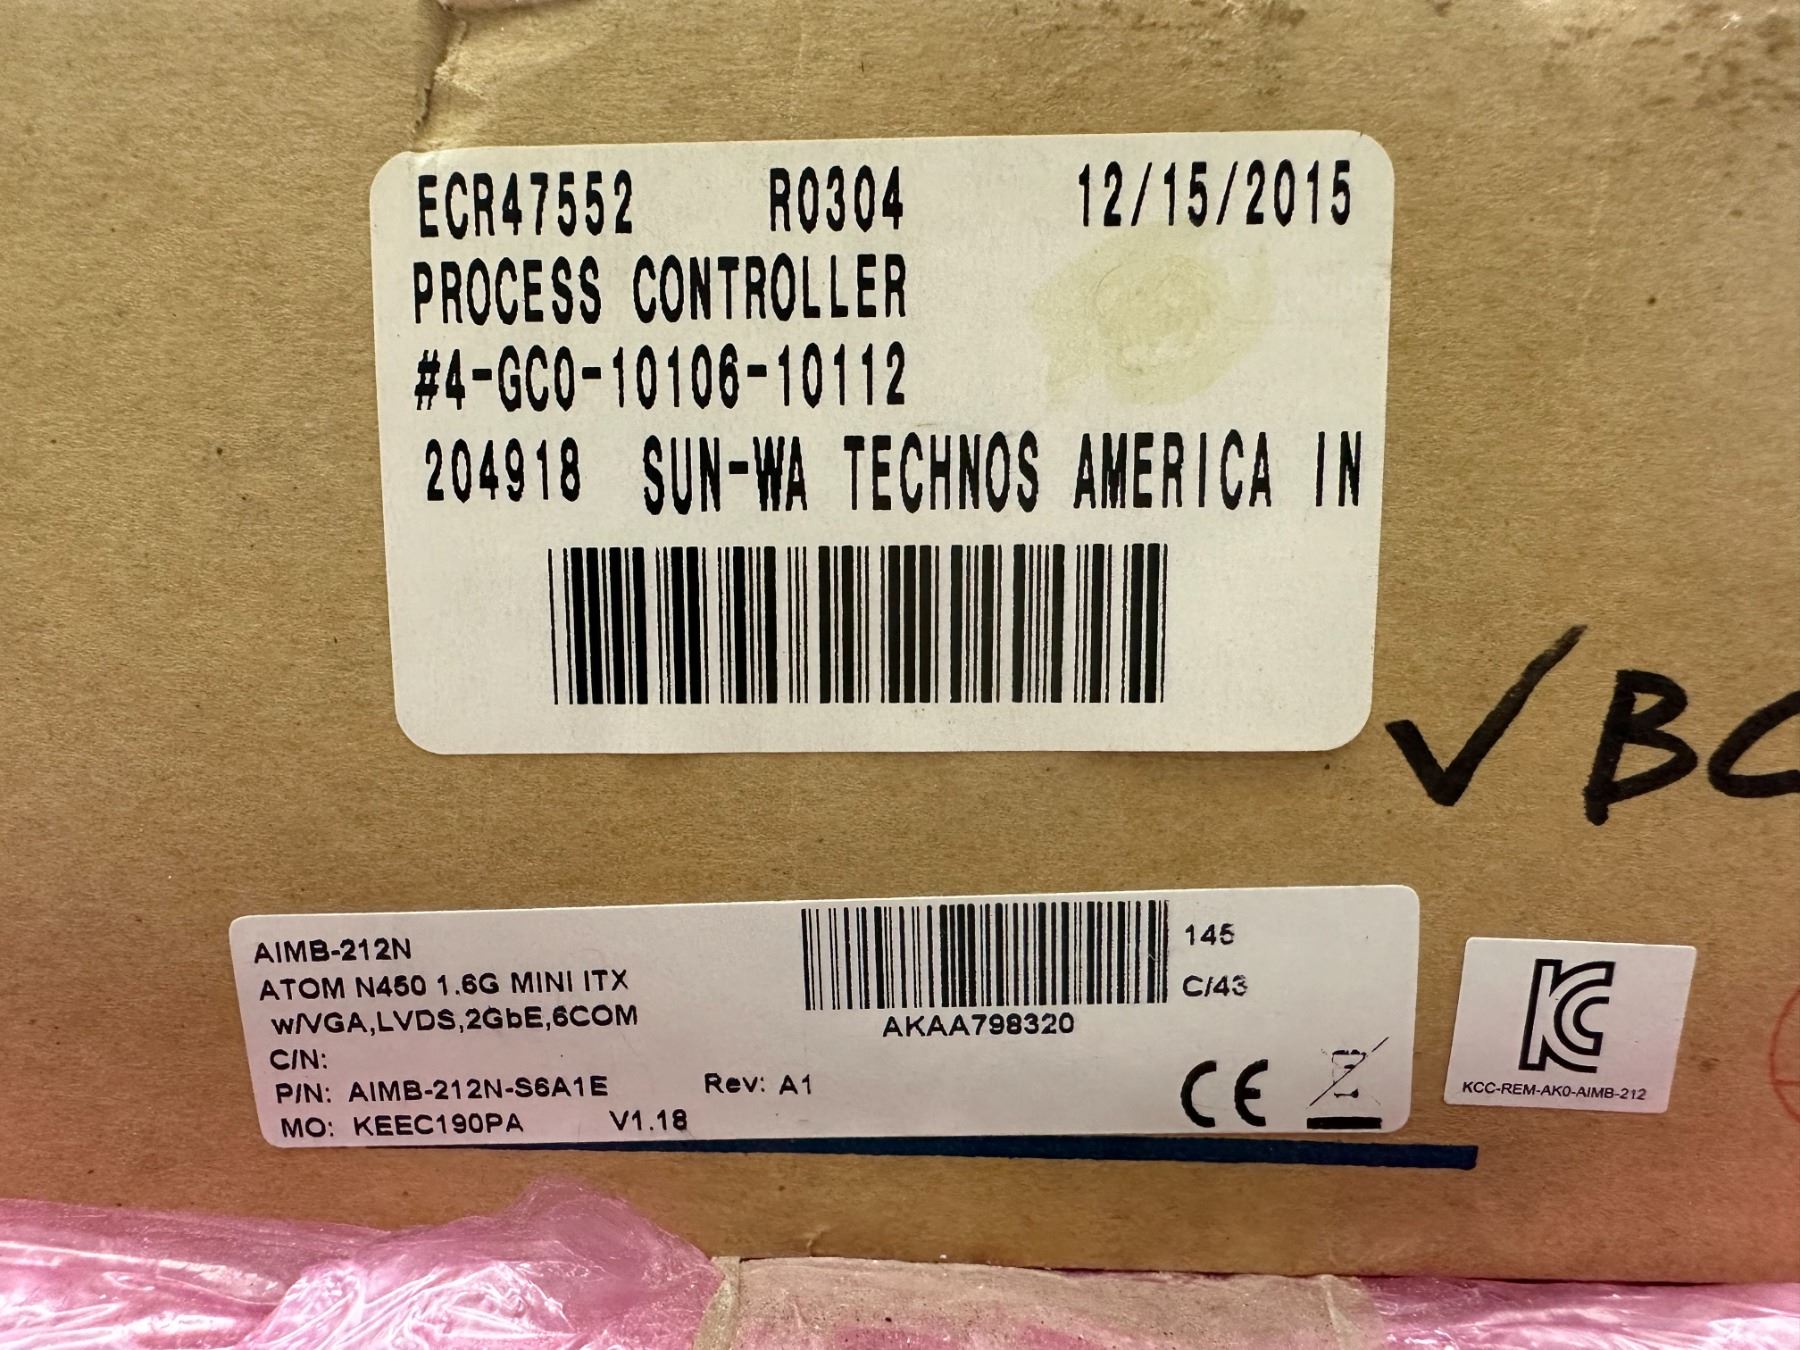 ECR47552 R0304 12/15/2015
PROCESS CONTROLLER
#4-GC0-10106-10112
204918 SUN-WA TECHNOS AMERICA IN
√BC
AIMB-212N
ATOM N450 1.6G MINI ITX
w/VGA,LVDS,2GbE,6COM
C/N:
P/N: AIMB-212N-S6A1E Rev: A1
MO: KEEC190PA V1.18
145
C/43
AKAA798320
CE
KC
KCC-REM-AK0-AIMB-212